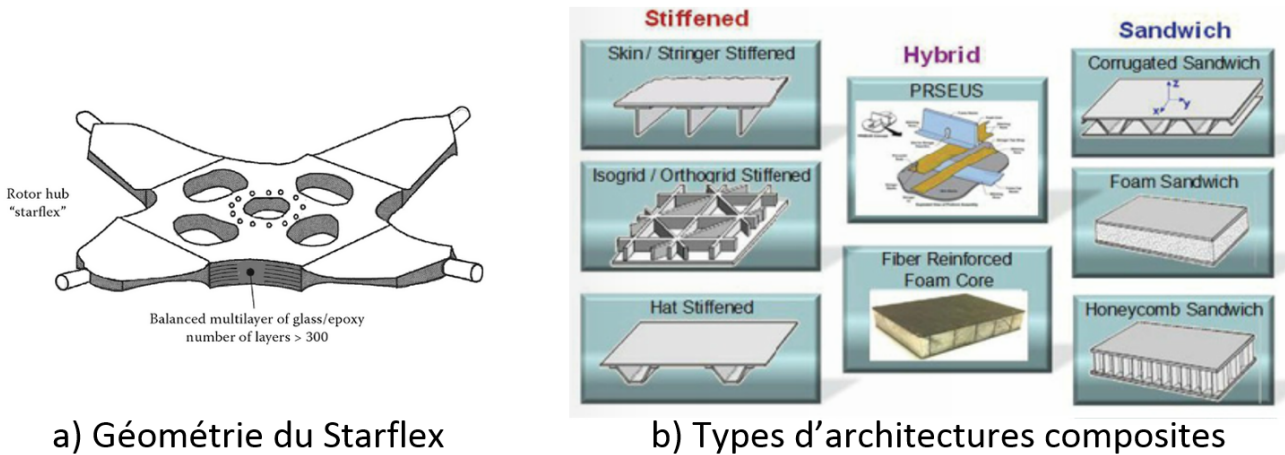 Rotor hub
“starflex”
Balanced multilayer of glass/epoxy
number of layers > 300
a) Géométrie du Starflex
Stiffened
Skin / Stringer Stiffened
Isogrid / Orthogrid Stiffened
Hat Stiffened
Hybrid
PRSEUS
Fiber Reinforced
Foam Core
Sandwich
Corrugated Sandwich
z
y
x
Foam Sandwich
Honeycomb Sandwich
b) Types d’architectures composites